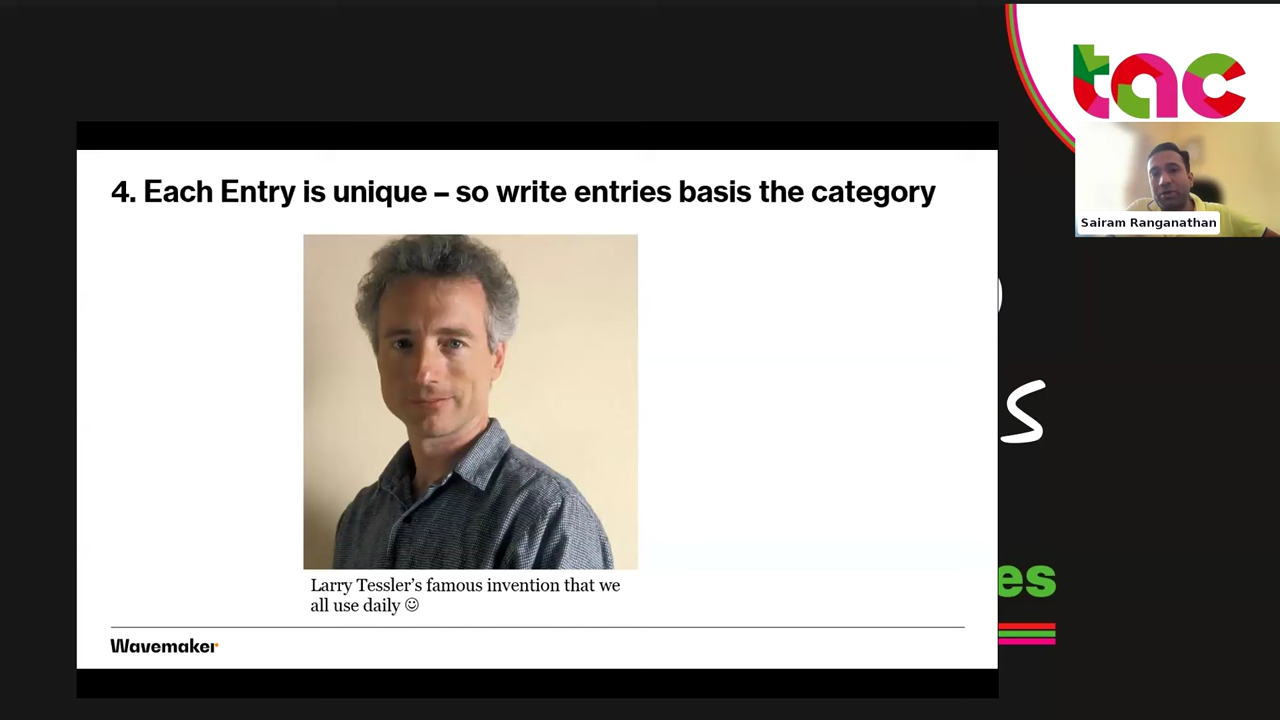 tac
4. Each Entry is unique – so write entries basis the category
Sairam Ranganathan
s
es
Larry Tessler's famous invention that we
all use daily ☺
Wavemaker